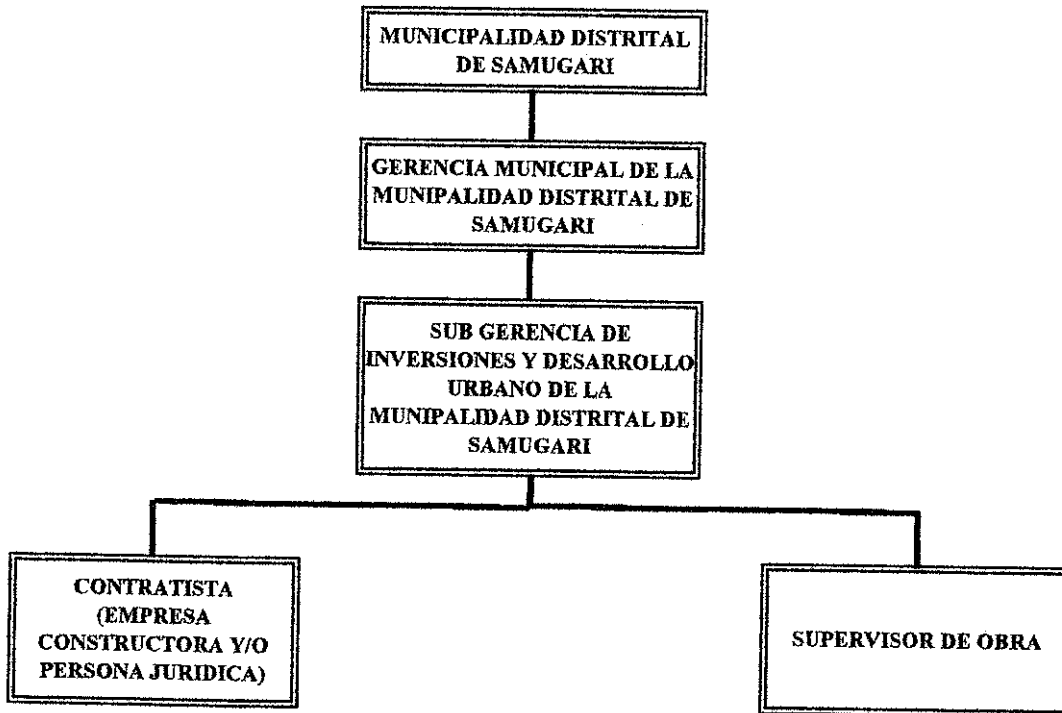 MUNICIPALIDAD DISTRITAL
DE SAMUGARI
GERENCIA MUNICIPAL DE LA
MUNIPALIDAD DISTRITAL DE
SAMUGARI
SUB GERENCIA DE
INVERSIONES Y DESARROLLO
URBANO DE LA
MUNIPALIDAD DISTRITAL DE
SAMUGARI
CONTRATISTA
(EMPRESA
CONSTRUCTORA Y/O
PERSONA JURIDICA)
SUPERVISOR DE OBRA